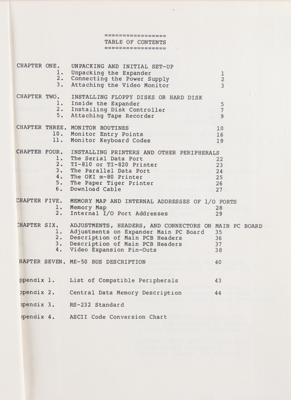 =================
TABLE OF CONTENTS
=================
CHAPTER ONE. UNPACKING AND INITIAL SET-UP
1. Unpacking the Expander 1
2. Connecting the Power Supply 2
3. Attaching the Video Monitor 3
CHAPTER TWO. INSTALLING FLOPPY DISKS OR HARD DISK
1. Inside the Expander 5
2. Installing Disk Controller 7
5. Attaching Tape Recorder 9
CHAPTER THREE. MONITOR ROUTINES 10
10. Monitor Entry Points 16
11. Monitor Keyboard Codes 19
CHAPTER FOUR. INSTALLING PRINTERS AND OTHER PERIPHERALS
1. The Serial Data Port 22
2. TI-810 or TI-820 Printer 23
3. The Parallel Data Port 24
4. The OKI m-80 Printer 25
5. The Paper Tiger Printer 26
6. Download Cable 27
CHAPTER FIVE. MEMORY MAP AND INTERNAL ADDRESSES OF I/O PORTS
1. Memory Map 28
2. Internal I/O Port Addresses 29
CHAPTER SIX. ADJUSTMENTS, HEADERS, AND CONNECTORS ON MAIN PC BOARD
1. Adjustments on Expander Main PC Board 35
2. Description of Main PCB Headers 36
3. Description of Main PCB Headers 37
4. Video Expansion Pin-Outs 38
CHAPTER SEVEN. ME-50 BUS DESCRIPTION 40
ppendix 1. List of Compatible Peripherals 43
ppendix 2. Central Data Memory Description 44
ppendix 3. RS-232 Standard
ppendix 4. ASCII Code Conversion Chart